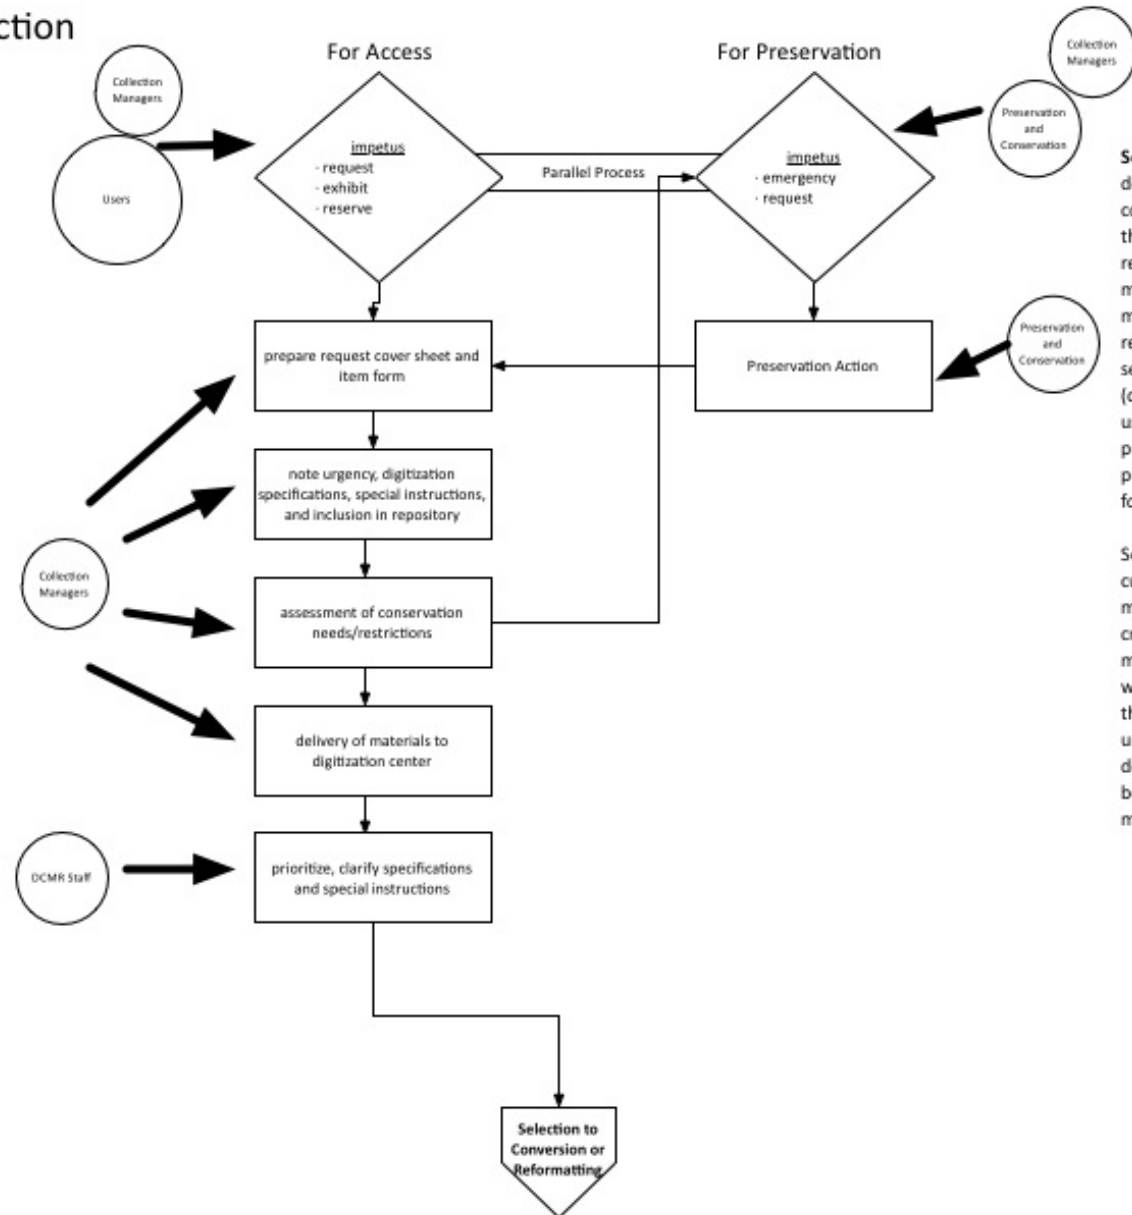 For Access
For Preservation
Collection
Managers
Users
impetus
- request
- exhibit
- reserve
Parallel Process
impetus
- emergency
- request
Collection
Managers
Preservation
and
Conservation
prepare request cover sheet and
item form
Preservation Action
Preservation
and
Conservation
note urgency, digitization
specifications, special instructions,
and inclusion in repository
Collection
Managers
assessment of conservation
needs/restrictions
delivery of materials to
digitization center
DCMR Staff
prioritize, clarify specifications
and special instructions
Selection to
Conversion or
Reformatting